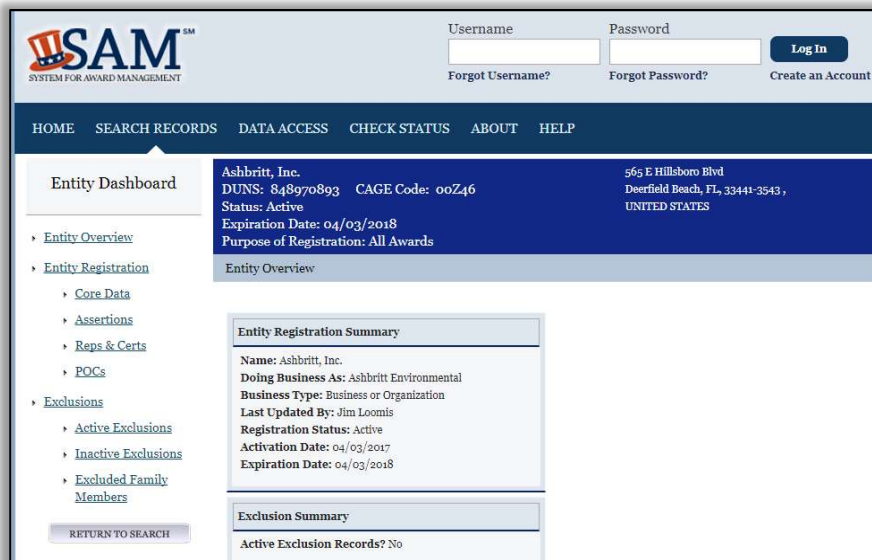 SAM SM
SYSTEM FOR AWARD MANAGEMENT
Username
Password
Log In
Forgot Username?
Forgot Password?
Create an Account
HOME SEARCH RECORDS DATA ACCESS CHECK STATUS ABOUT HELP
Entity Dashboard
Entity Overview
Entity Registration
Core Data
Assertions
Reps & Certs
POCs
Exclusions
Active Exclusions
Inactive Exclusions
Excluded Family
Members
RETURN TO SEARCH
Ashbritt, Inc.
DUNS: 848970893 CAGE Code: 00Z46
Status: Active
Expiration Date: 04/03/2018
Purpose of Registration: All Awards
565 E Hillsboro Blvd
Deerfield Beach, FL, 33441-3543 ,
UNITED STATES
Entity Overview
Entity Registration Summary
Name: Ashbritt, Inc.
Doing Business As: Ashbritt Environmental
Business Type: Business or Organization
Last Updated By: Jim Loomis
Registration Status: Active
Activation Date: 04/03/2017
Expiration Date: 04/03/2018
Exclusion Summary
Active Exclusion Records? No